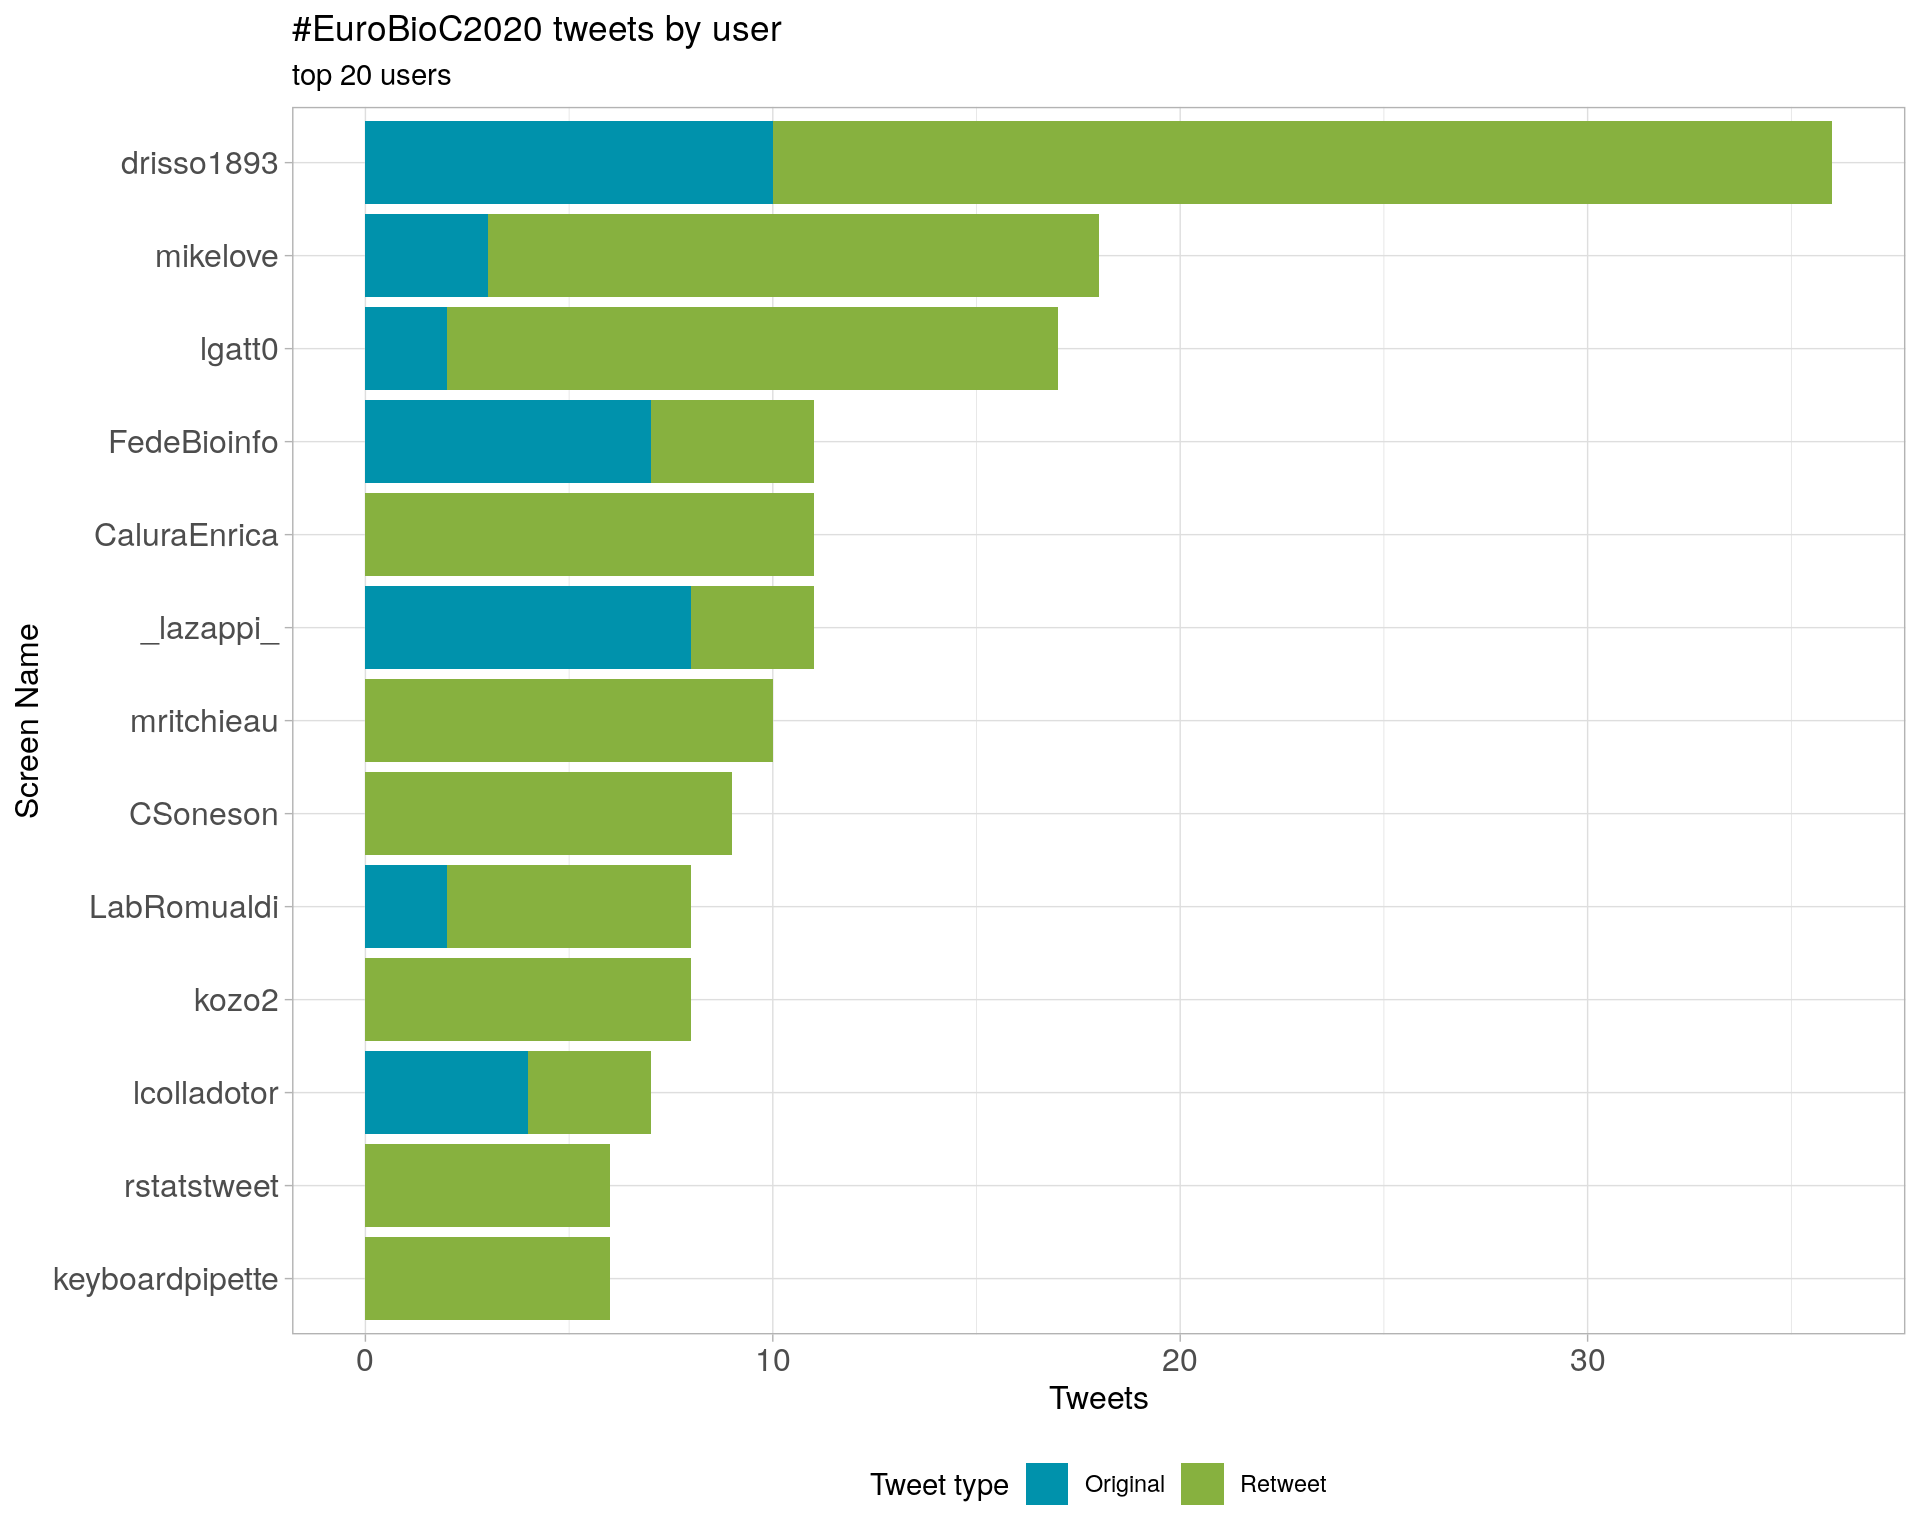 #EuroBioC2020 tweets by user
top 20 users
Screen Name
drisso1893
mikelove
lgatt0
FedeBioinfo
CaluraEnrica
_lazappi_
mritchieau
CSoneson
LabRomualdi
kozo2
lcolladotor
rstatstweet
keyboardpipette
0 10 20 30
Tweets
Tweet type Original Retweet